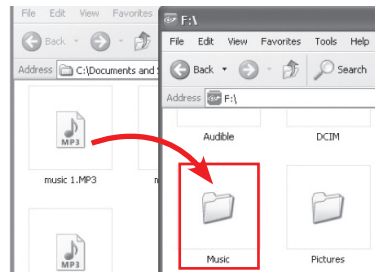 File Edit View Favorites
Back
Address C:\Documents and
MP3
music 1.MP3
MP3
F:\
File Edit View Favorites Tools Help
Back Search
Address F:\
Audible DCIM
Music Pictures